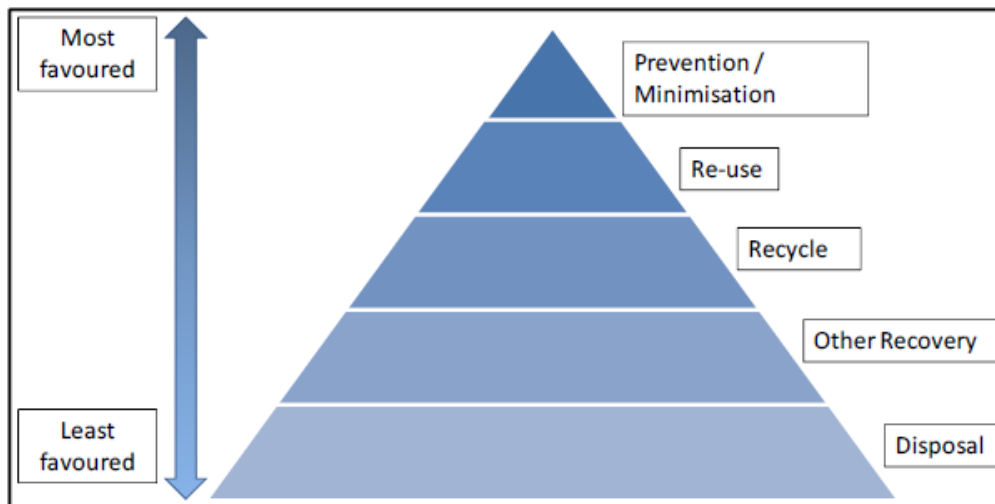 Most
favoured
Prevention /
Minimisation
Re-use
Recycle
Other Recovery
Least
favoured
Disposal